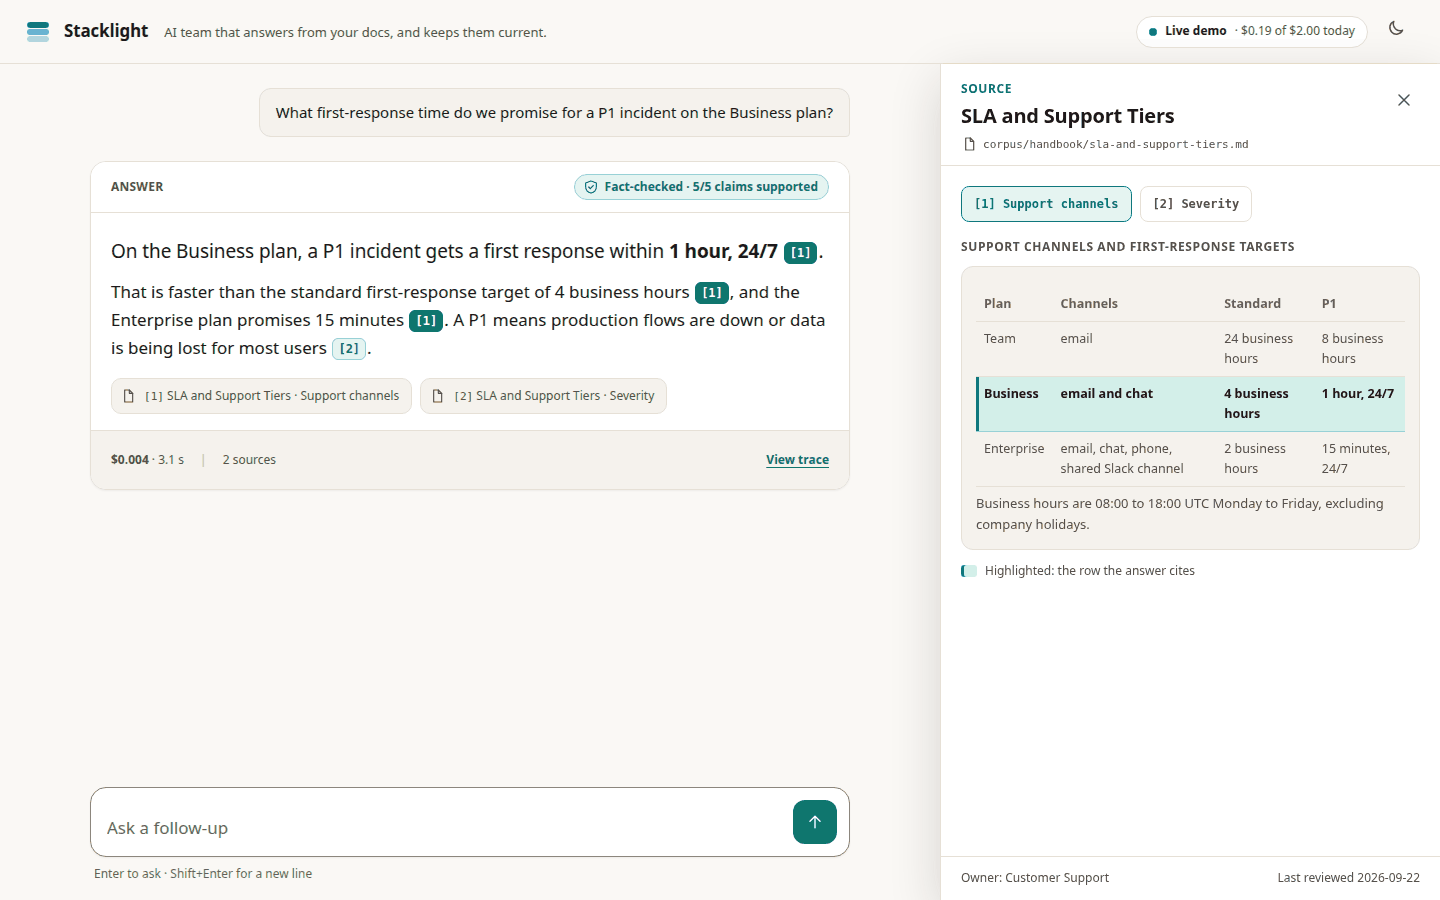 Stacklight
AI team that answers from your docs, and keeps them current.
Live demo · $0.19 of $2.00 today
What first-response time do we promise for a P1 incident on the Business plan?
ANSWER
Fact-checked · 5/5 claims supported
On the Business plan, a P1 incident gets a first response within 1 hour, 24/7 [1].
That is faster than the standard first-response target of 4 business hours [1], and the
Enterprise plan promises 15 minutes [1]. A P1 means production flows are down or data
is being lost for most users [2].
[1] SLA and Support Tiers · Support channels
[2] SLA and Support Tiers · Severity
$0.004 · 3.1 s | 2 sources
View trace
Ask a follow-up
Enter to ask · Shift+Enter for a new line
SOURCE
SLA and Support Tiers
corpus/handbook/sla-and-support-tiers.md
[1] Support channels
[2] Severity
SUPPORT CHANNELS AND FIRST-RESPONSE TARGETS
Plan Channels Standard P1
Team email 24 business hours 8 business hours
Business email and chat 4 business hours 1 hour, 24/7
Enterprise email, chat, phone, shared Slack channel 2 business hours 15 minutes, 24/7
Business hours are 08:00 to 18:00 UTC Monday to Friday, excluding
company holidays.
Highlighted: the row the answer cites
Owner: Customer Support
Last reviewed 2026-09-22